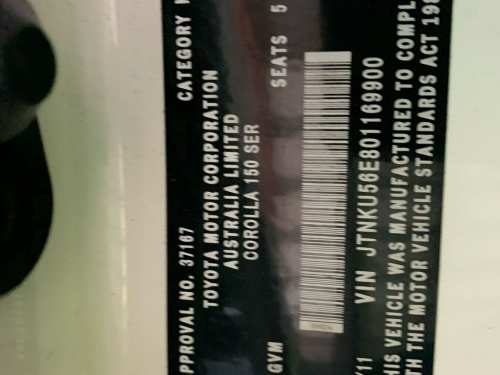 PPROVAL NO. 37167 CATEGORY
TOYOTA MOTOR CORPORATION
AUSTRALIA LIMITED
COROLLA 150 SER
GVM SEATS 5
/11 VIN JTNKU56E801169900
HIS VEHICLE WAS MANUFACTURED TO COMPL
TH THE MOTOR VEHICLE STANDARDS ACT 198